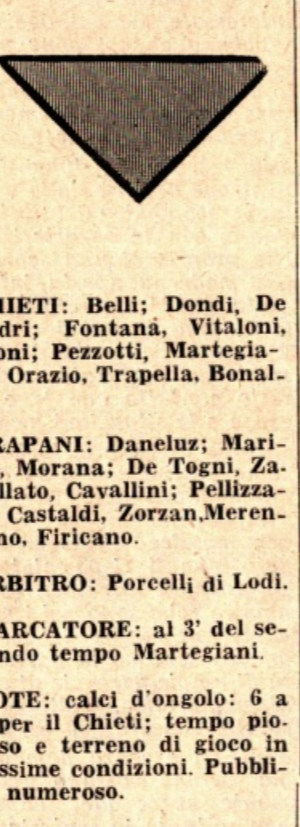 HIETI: Belli; Dondi, De
dri; Fontana, Vitaloni,
oni; Pezzotti, Martegia-
Orazio, Trapella, Bonal-
RAPANI: Daneluz; Mari-
, Morana; De Togni, Za-
llato, Cavallini; Pellizza-
Castaldi, Zorzan,Meren-
no, Firicano.
RBITRO: Porcelli di Lodi.
ARCATORE: al 3' del se-
ndo tempo Martegiani.
OTE: calci d'ongolo: 6 a
per il Chieti; tempo pio-
so e terreno di gioco in
ssime condizioni. Pubbli-
numeroso.